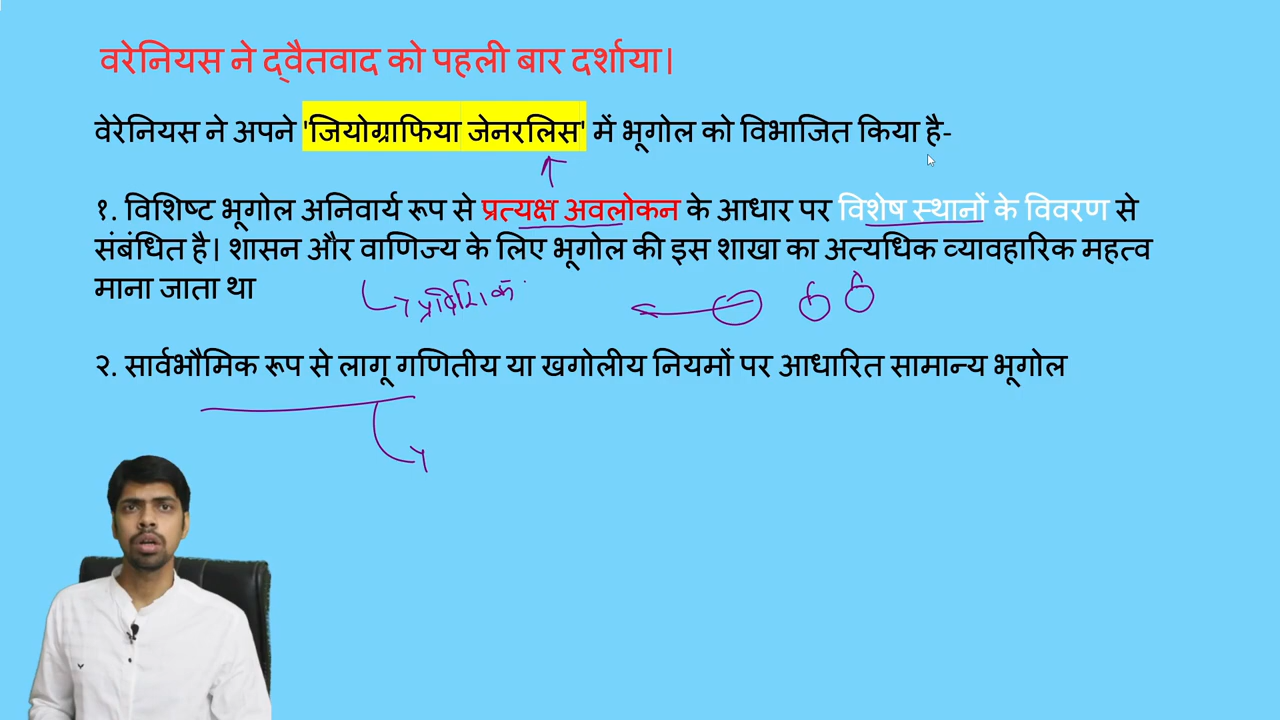 वरेनियस ने द्वैतवाद को पहली बार दर्शाया।
वेरेनियस ने अपने 'जियोग्राफिया जेनरलिस' में भूगोल को विभाजित किया है-
१. विशिष्ट भूगोल अनिवार्य रूप से प्रत्यक्ष अवलोकन के आधार पर विशेष स्थानों के विवरण से
संबंधित है। शासन और वाणिज्य के लिए भूगोल की इस शाखा का अत्यधिक व्यावहारिक महत्व
माना जाता था
प्रादेशिक
२. सार्वभौमिक रूप से लागू गणितीय या खगोलीय नियमों पर आधारित सामान्य भूगोल